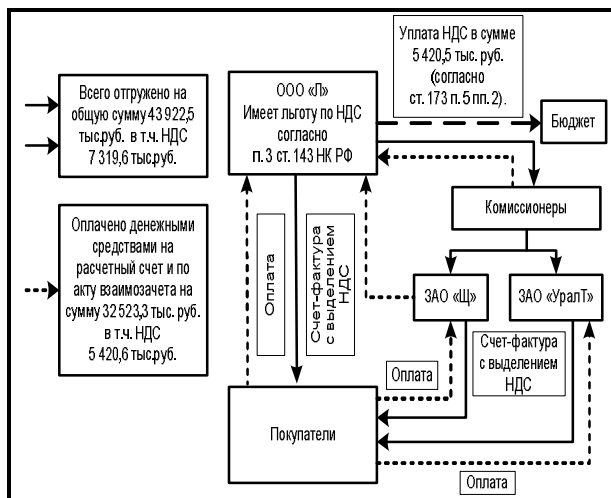 Всего отгружено на
общую сумму 43 922,5
тыс.руб. в т.ч. НДС
7 319,6 тыс.руб.
Оплачено денежными
средствами на
расчетный счет и по
акту взаимозачета на
сумму 32 523,3 тыс. руб.
в т.ч. НДС
5 420,6 тыс.руб.
ООО «Л»
Имеет льготу по НДС
согласно
п. 3 ст. 143 НК РФ
Уплата НДС в сумме
5 420,5 тыс. руб.
(согласно
ст. 173 п. 5 пп. 2).
Бюджет
Комиссионеры
ЗАО «Щ»
ЗАО «УралТ»
Оплата
Счет-фактура
с выделением
НДС
Счет-фактура
с выделением
НДС
Оплата
Покупатели
Оплата